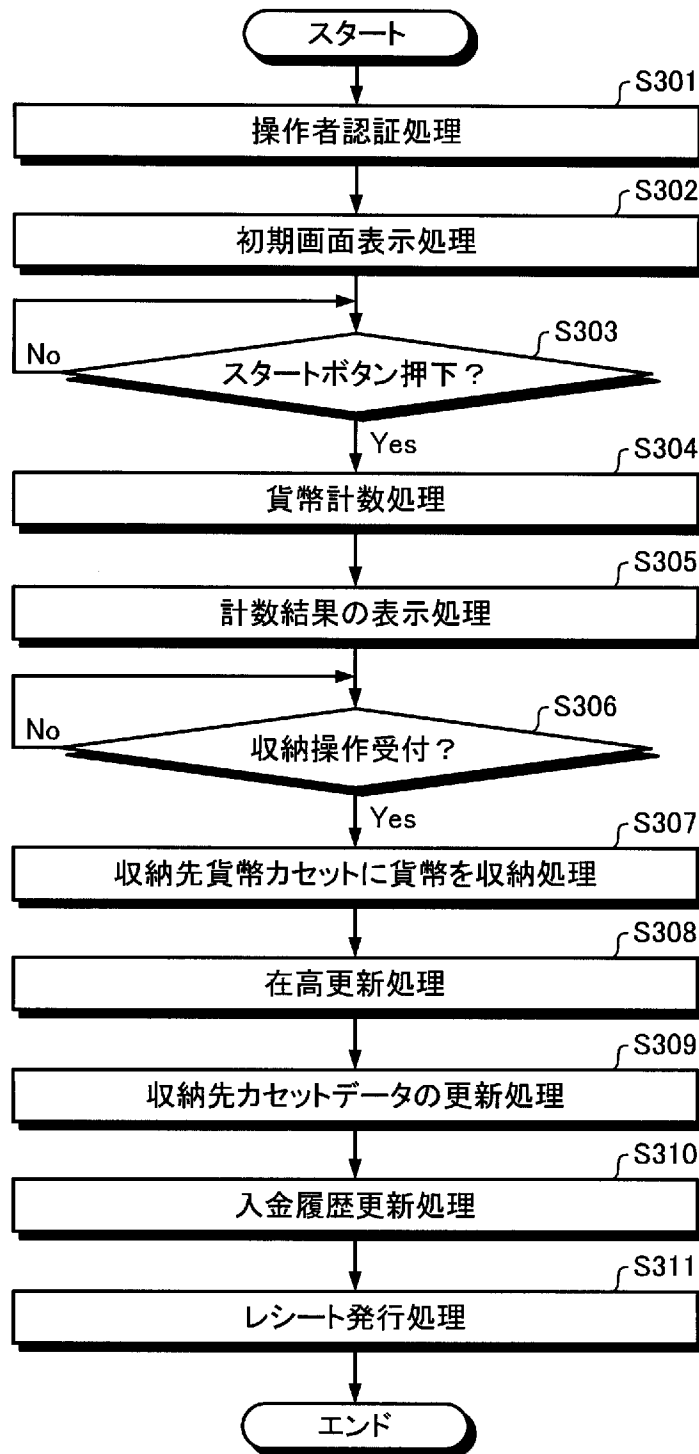 スタート
S301
操作者認証処理
S302
初期画面表示処理
S303
No
スタートボタン押下？
Yes
S304
貨幣計数処理
S305
計数結果の表示処理
S306
No
収納操作受付？
Yes
S307
収納先貨幣カセットに貨幣を収納処理
S308
在高更新処理
S309
収納先カセットデータの更新処理
S310
入金履歴更新処理
S311
レシート発行処理
エンド